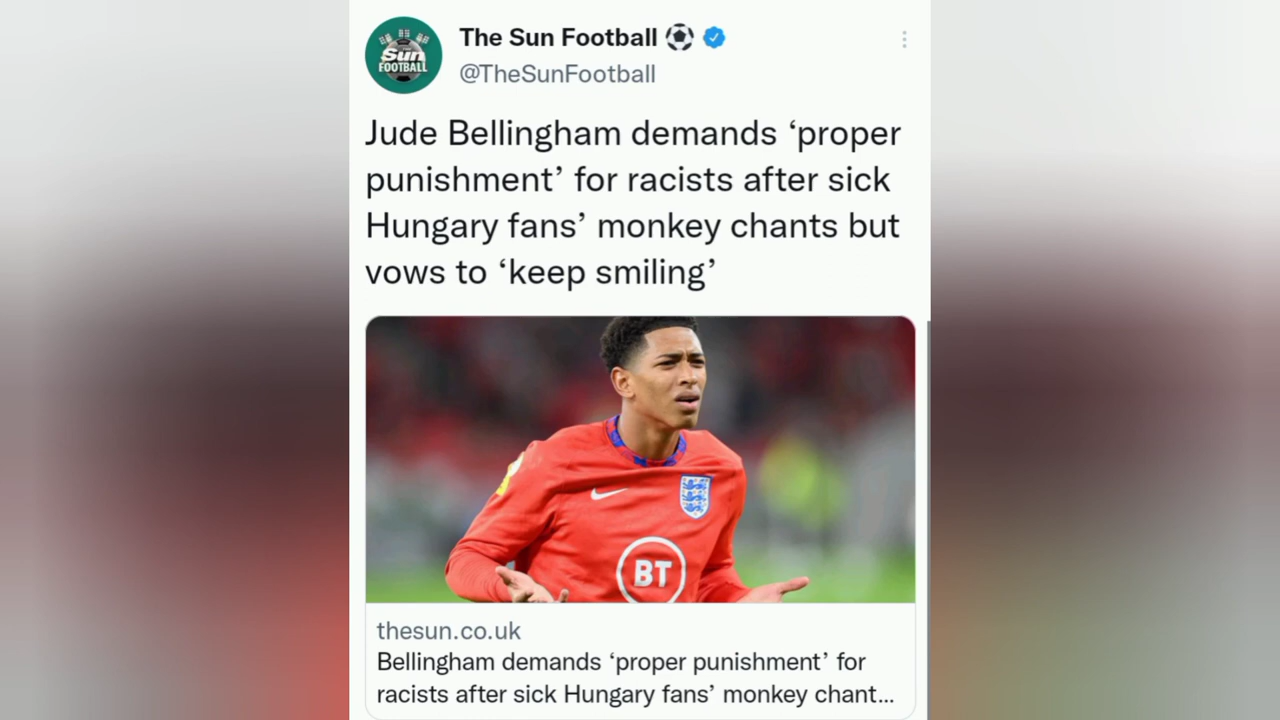 The Sun Football ⚽
@TheSunFootball
Sun
FOOTBALL
Jude Bellingham demands ‘proper
punishment’ for racists after sick
Hungary fans’ monkey chants but
vows to ‘keep smiling’
BT
thesun.co.uk
Bellingham demands ‘proper punishment’ for
racists after sick Hungary fans’ monkey chant...